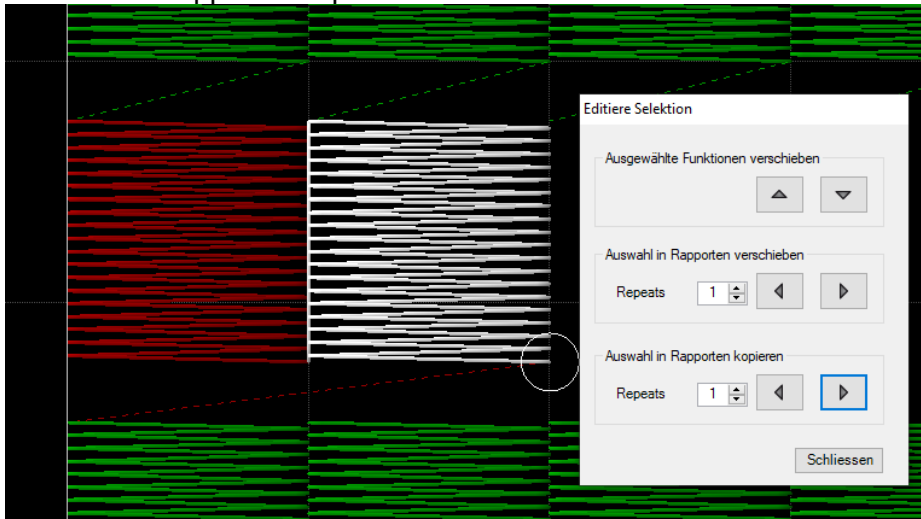 Editiere Selektion
Ausgewählte Funktionen verschieben
Auswahl in Rapporten verschieben
Repeats 1
Auswahl in Rapporten kopieren
Repeats 1
Schliessen